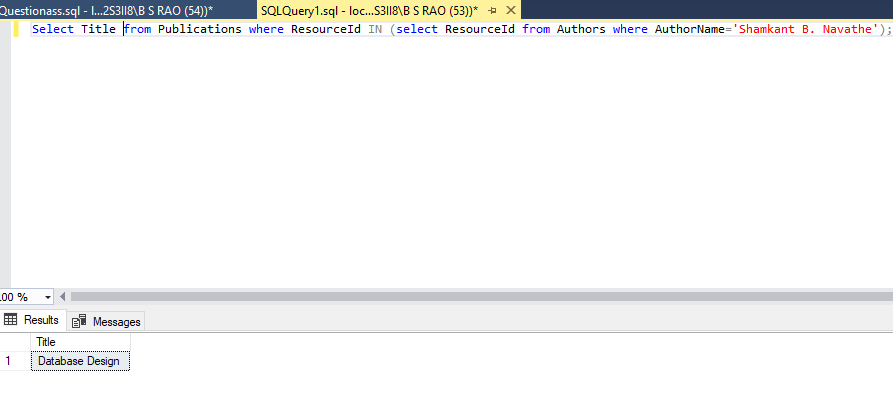 Questionass.sql - l...2S3II8\B S RAO (54))* SQLQuery1.sql - loc...S3II8\B S RAO (53))*
Select Title from Publications where ResourceId IN (select ResourceId from Authors where AuthorName='Shamkant B. Navathe');
.00 %
Results Messages
Title
1 Database Design